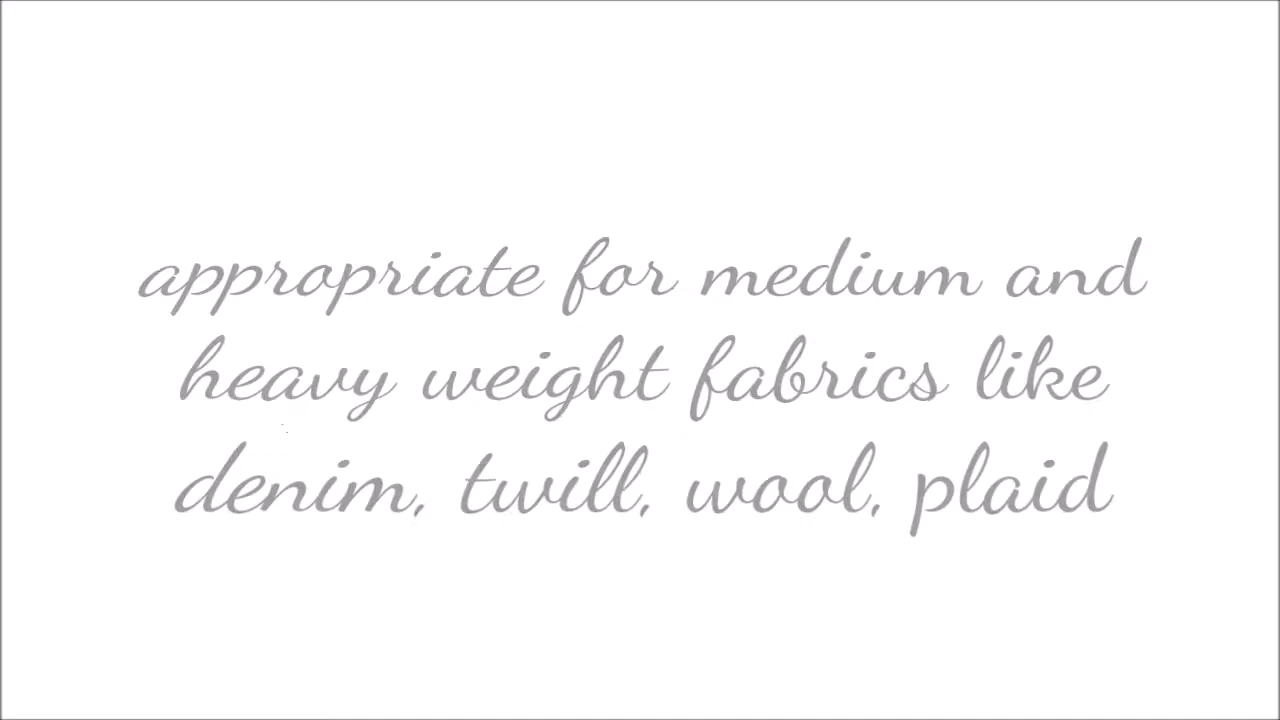 appropriate for medium and
heavy weight fabrics like
denim, twill, wool, plaid